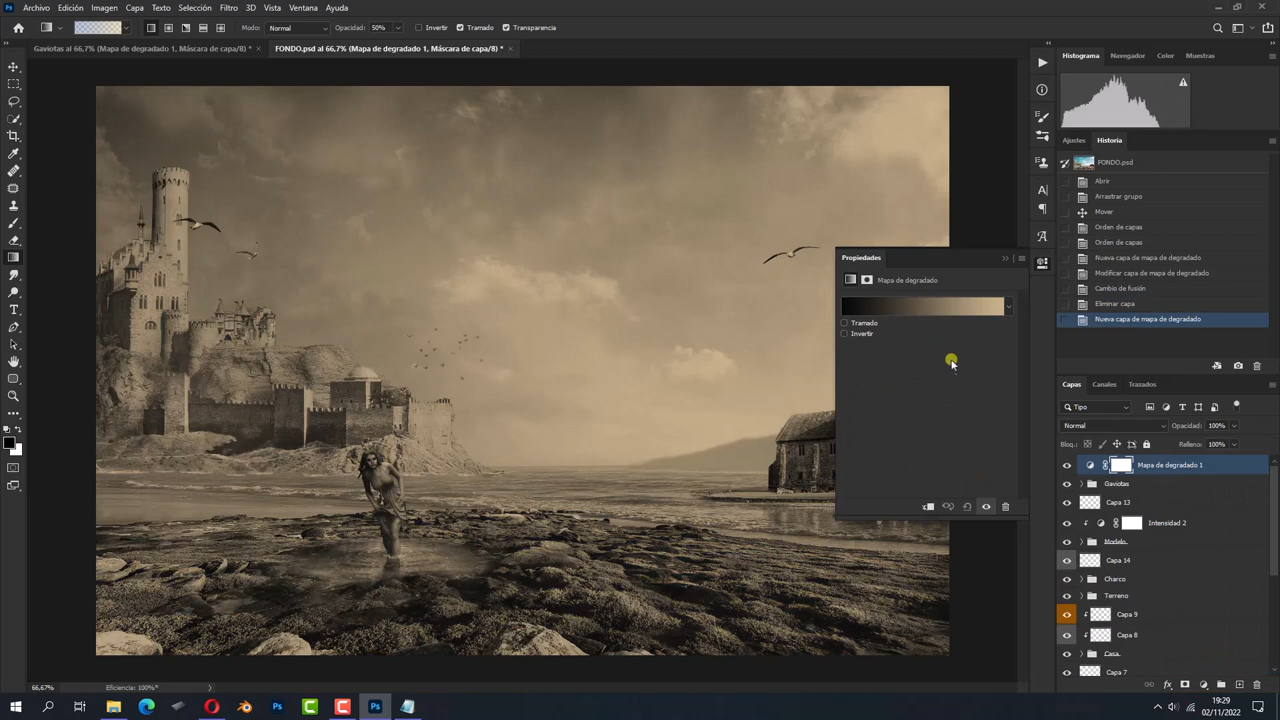 Archivo Edición Imagen Capa Texto Selección Filtro 3D Vista Ventana Ayuda
Modo: Normal Opacidad: 50% Invertir Tramado Transparencia
Gaviotas al 66,7% (Mapa de degradado 1, Máscara de capa/8) *
FONDO.psd al 66,7% (Mapa de degradado 1, Máscara de capa/8) *
Histograma Navegador Color Muestras
Ajustes Historia
FONDO.psd
Abrir
Arrastrar grupo
Mover
Orden de capas
Orden de capas
Nueva capa de mapa de degradado
Modificar capa de mapa de degradado
Cambio de fusión
Eliminar capa
Nueva capa de mapa de degradado
Propiedades
Mapa de degradado
Tramado
Invertir
Capas Canales Trazados
Tipo
Normal Opacidad: 100%
Bloq.: Relleno: 100%
Mapa de degradado 1
Gaviotas
Capa 13
Intensidad 2
Modelo
Capa 14
Charco
Terreno
Capa 9
Capa 8
Casa
Capa 7
66,67% Eficiencia: 100%*
19:29
02/11/2022